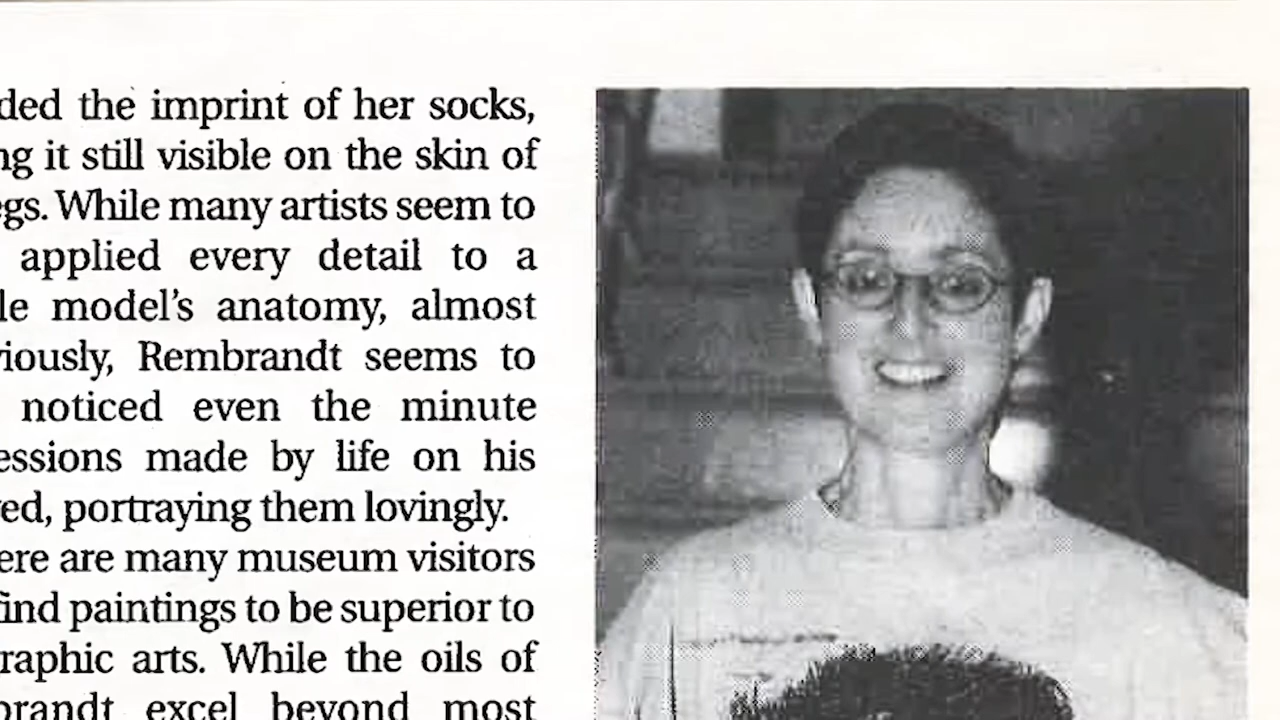 ded the imprint of her socks,
ng it still visible on the skin of
egs. While many artists seem to
applied every detail to a
le model's anatomy, almost
viously, Rembrandt seems to
noticed even the minute
essions made by life on his
ed, portraying them lovingly.
ere are many museum visitors
find paintings to be superior to
raphic arts. While the oils of
brandt excel beyond most